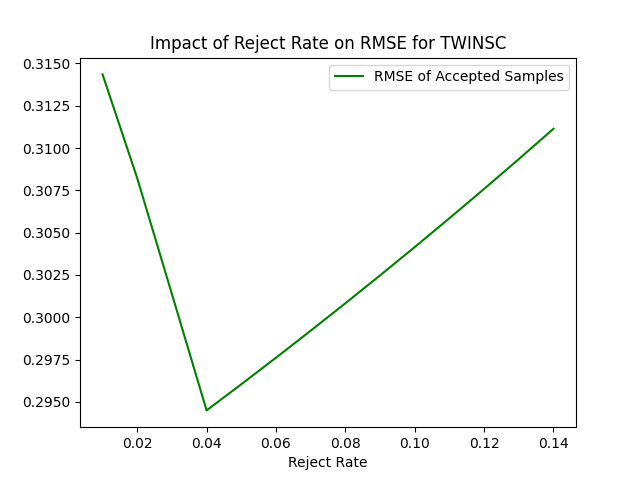 Impact of Reject Rate on RMSE for TWINSC
RMSE of Accepted Samples
0.3150
0.3125
0.3100
0.3075
0.3050
0.3025
0.3000
0.2975
0.2950
0.02 0.04 0.06 0.08 0.10 0.12 0.14
Reject Rate